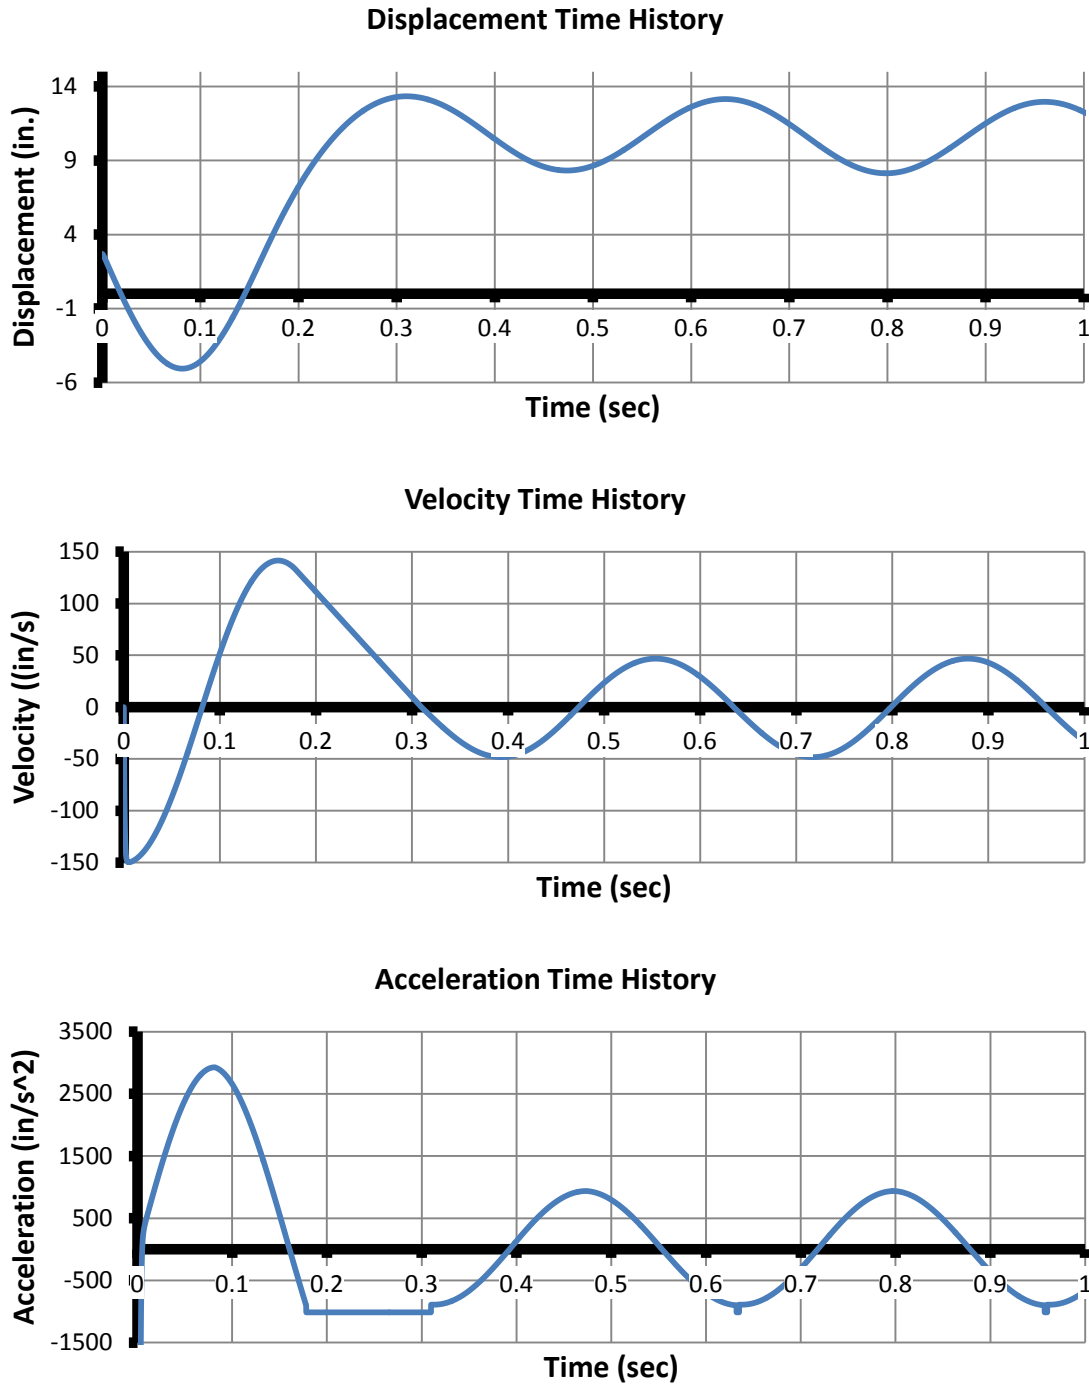 Displacement Time History
Displacement (in.)
14
9
4
-1
-6
0 0.1 0.2 0.3 0.4 0.5 0.6 0.7 0.8 0.9 1
Time (sec)
Velocity Time History
Velocity ((in/s)
150
100
50
0
-50
-100
-150
0 0.1 0.2 0.3 0.4 0.5 0.6 0.7 0.8 0.9 1
Time (sec)
Acceleration Time History
Acceleration (in/s^2)
3500
2500
1500
500
-500
-1500
0 0.1 0.2 0.3 0.4 0.5 0.6 0.7 0.8 0.9 1
Time (sec)